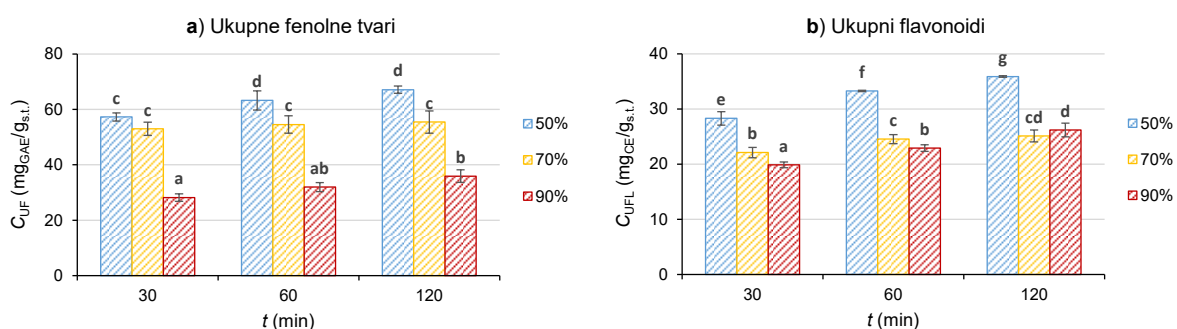 a) Ukupne fenolne tvari
C_UF (mg_GAE/g_s.t.)
80
60
40
20
0
c c a
d c ab
d c b
30 60 120
t (min)
50%
70%
90%
b) Ukupni flavonoidi
C_UFL (mg_CE/g_s.t.)
40
30
20
10
0
e b a
f c b
g cd d
30 60 120
t (min)
50%
70%
90%